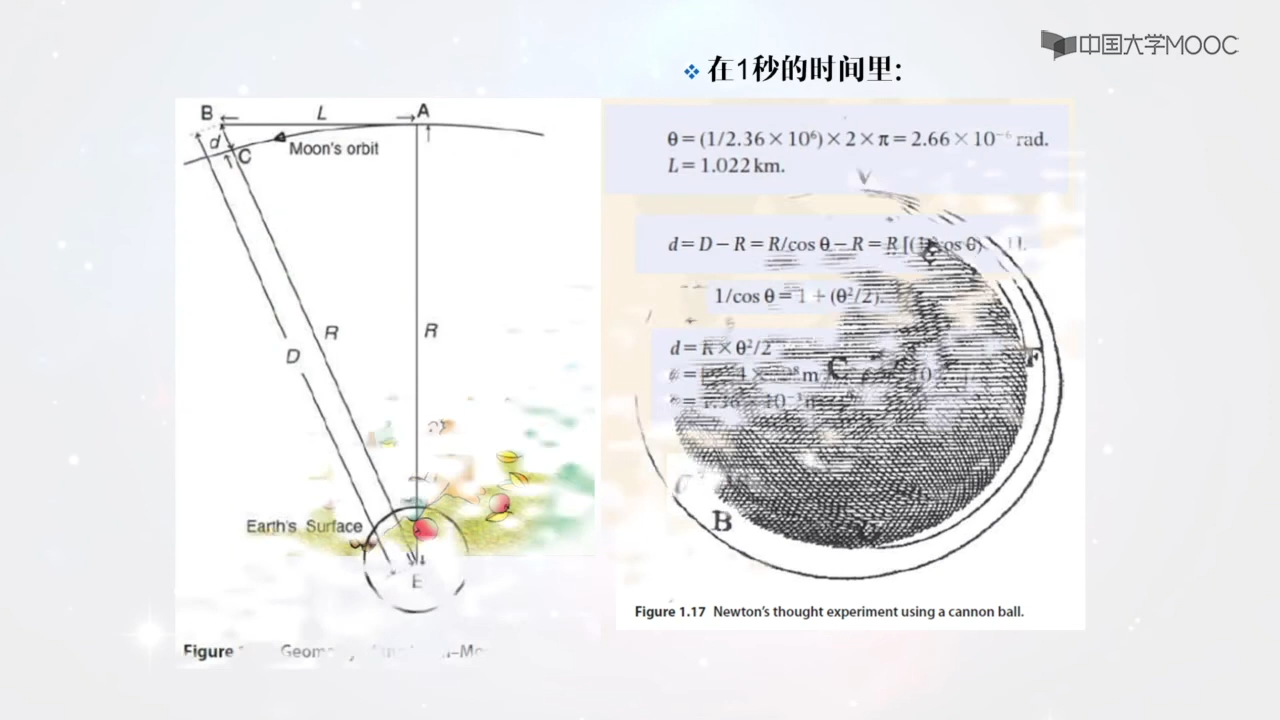 中国大学MOOC
在1秒的时间里:
B
L
A
d
C
Moon's orbit
R
R
D
Earth's Surface
E
Figure
θ = (1/2.36 × 10⁶) × 2 × π = 2.66 × 10⁻⁶ rad.
L = 1.022 km.
d = D − R = R/cos θ − R = R [(
1/cos θ = 1 + (θ²/2).
d = R × θ²/2
C
F
B
Figure 1.17 Newton's thought experiment using a cannon ball.